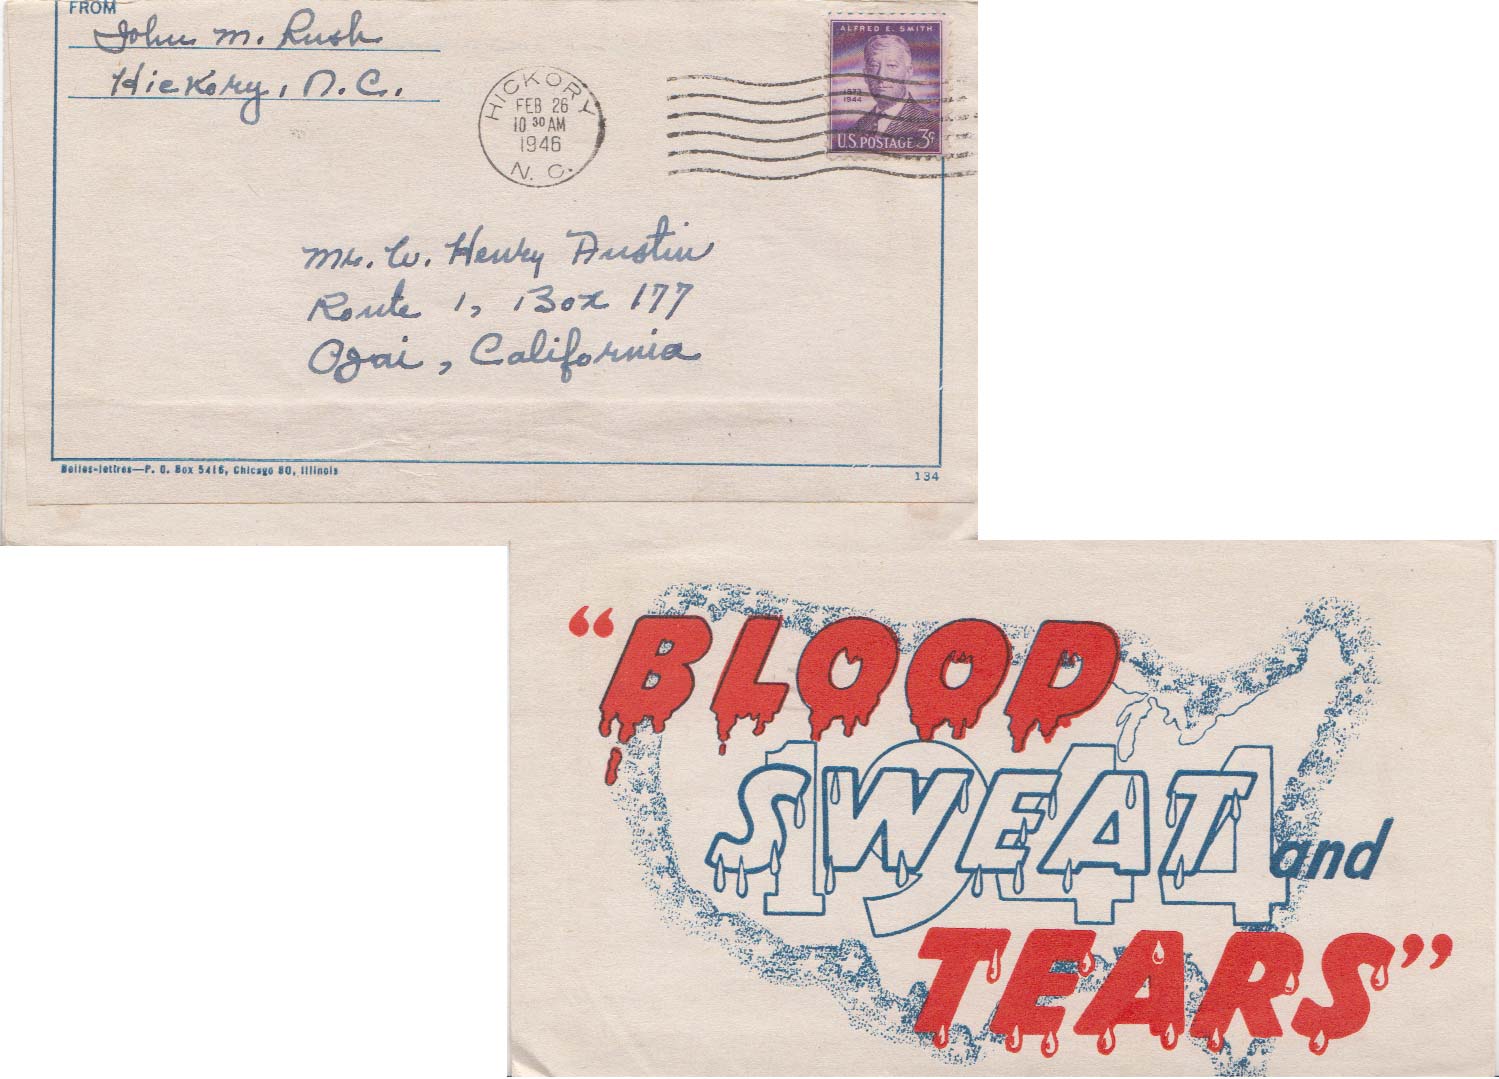 FROM
John M. Rush
Hickory, N.C.
HICKORY
FEB 26
10 30 AM
1946
N. C.
ALFRED E. SMITH
1873
1944
U.S. POSTAGE 3¢
Mr. W. Henry Austin
Route 1, Box 177
Ojai, California
Belles-lettres—P. O. Box 5416, Chicago 80, Illinois
134
“BLOOD
1944
SWEAT and
TEARS”